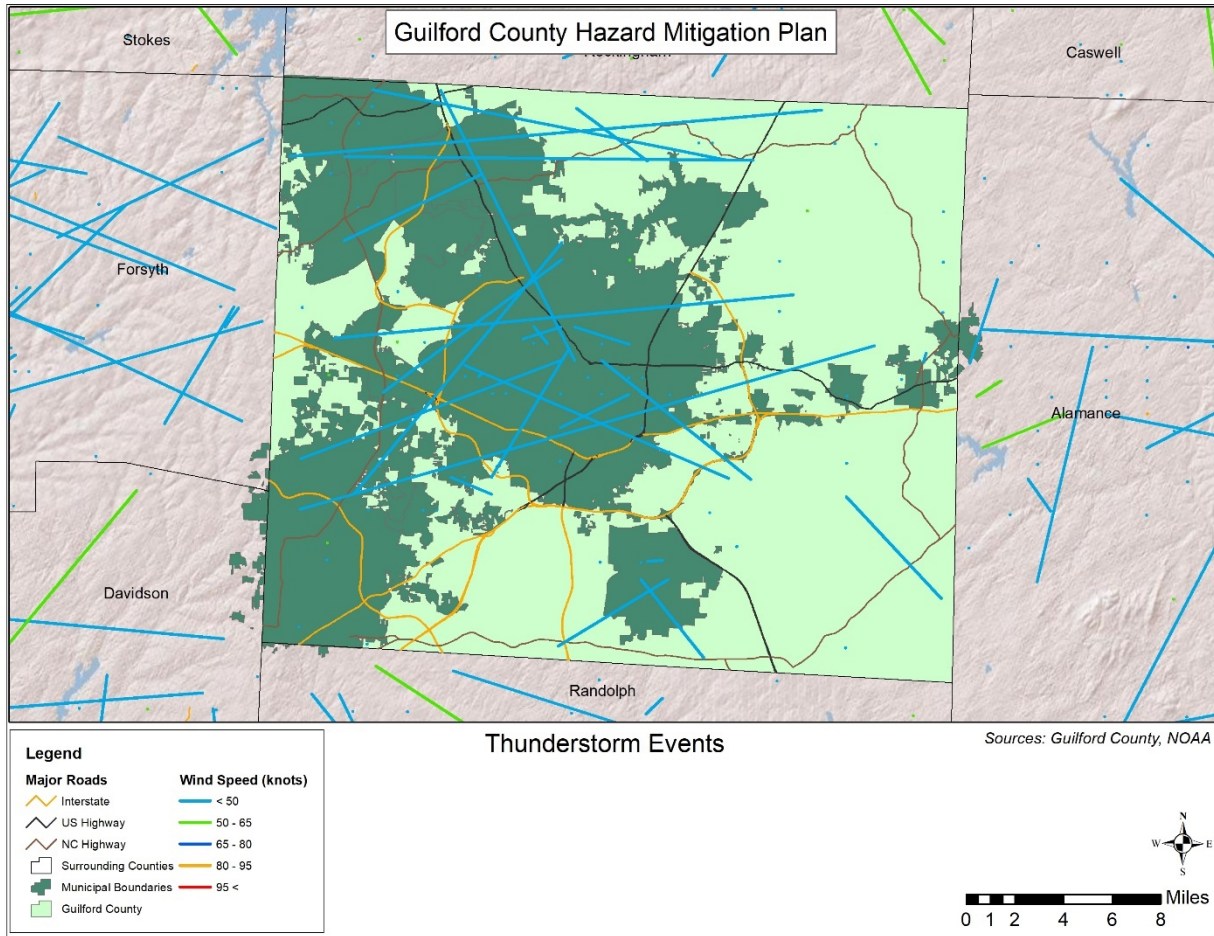 Guilford County Hazard Mitigation Plan
Stokes
Rockingham
Caswell
Forsyth
Alamance
Davidson
Randolph
Thunderstorm Events
Sources: Guilford County, NOAA
Legend
Major Roads
Interstate
US Highway
NC Highway
Surrounding Counties
Municipal Boundaries
Guilford County
Wind Speed (knots)
< 50
50 - 65
65 - 80
80 - 95
95 <
N
W E
S
Miles
0 1 2 4 6 8